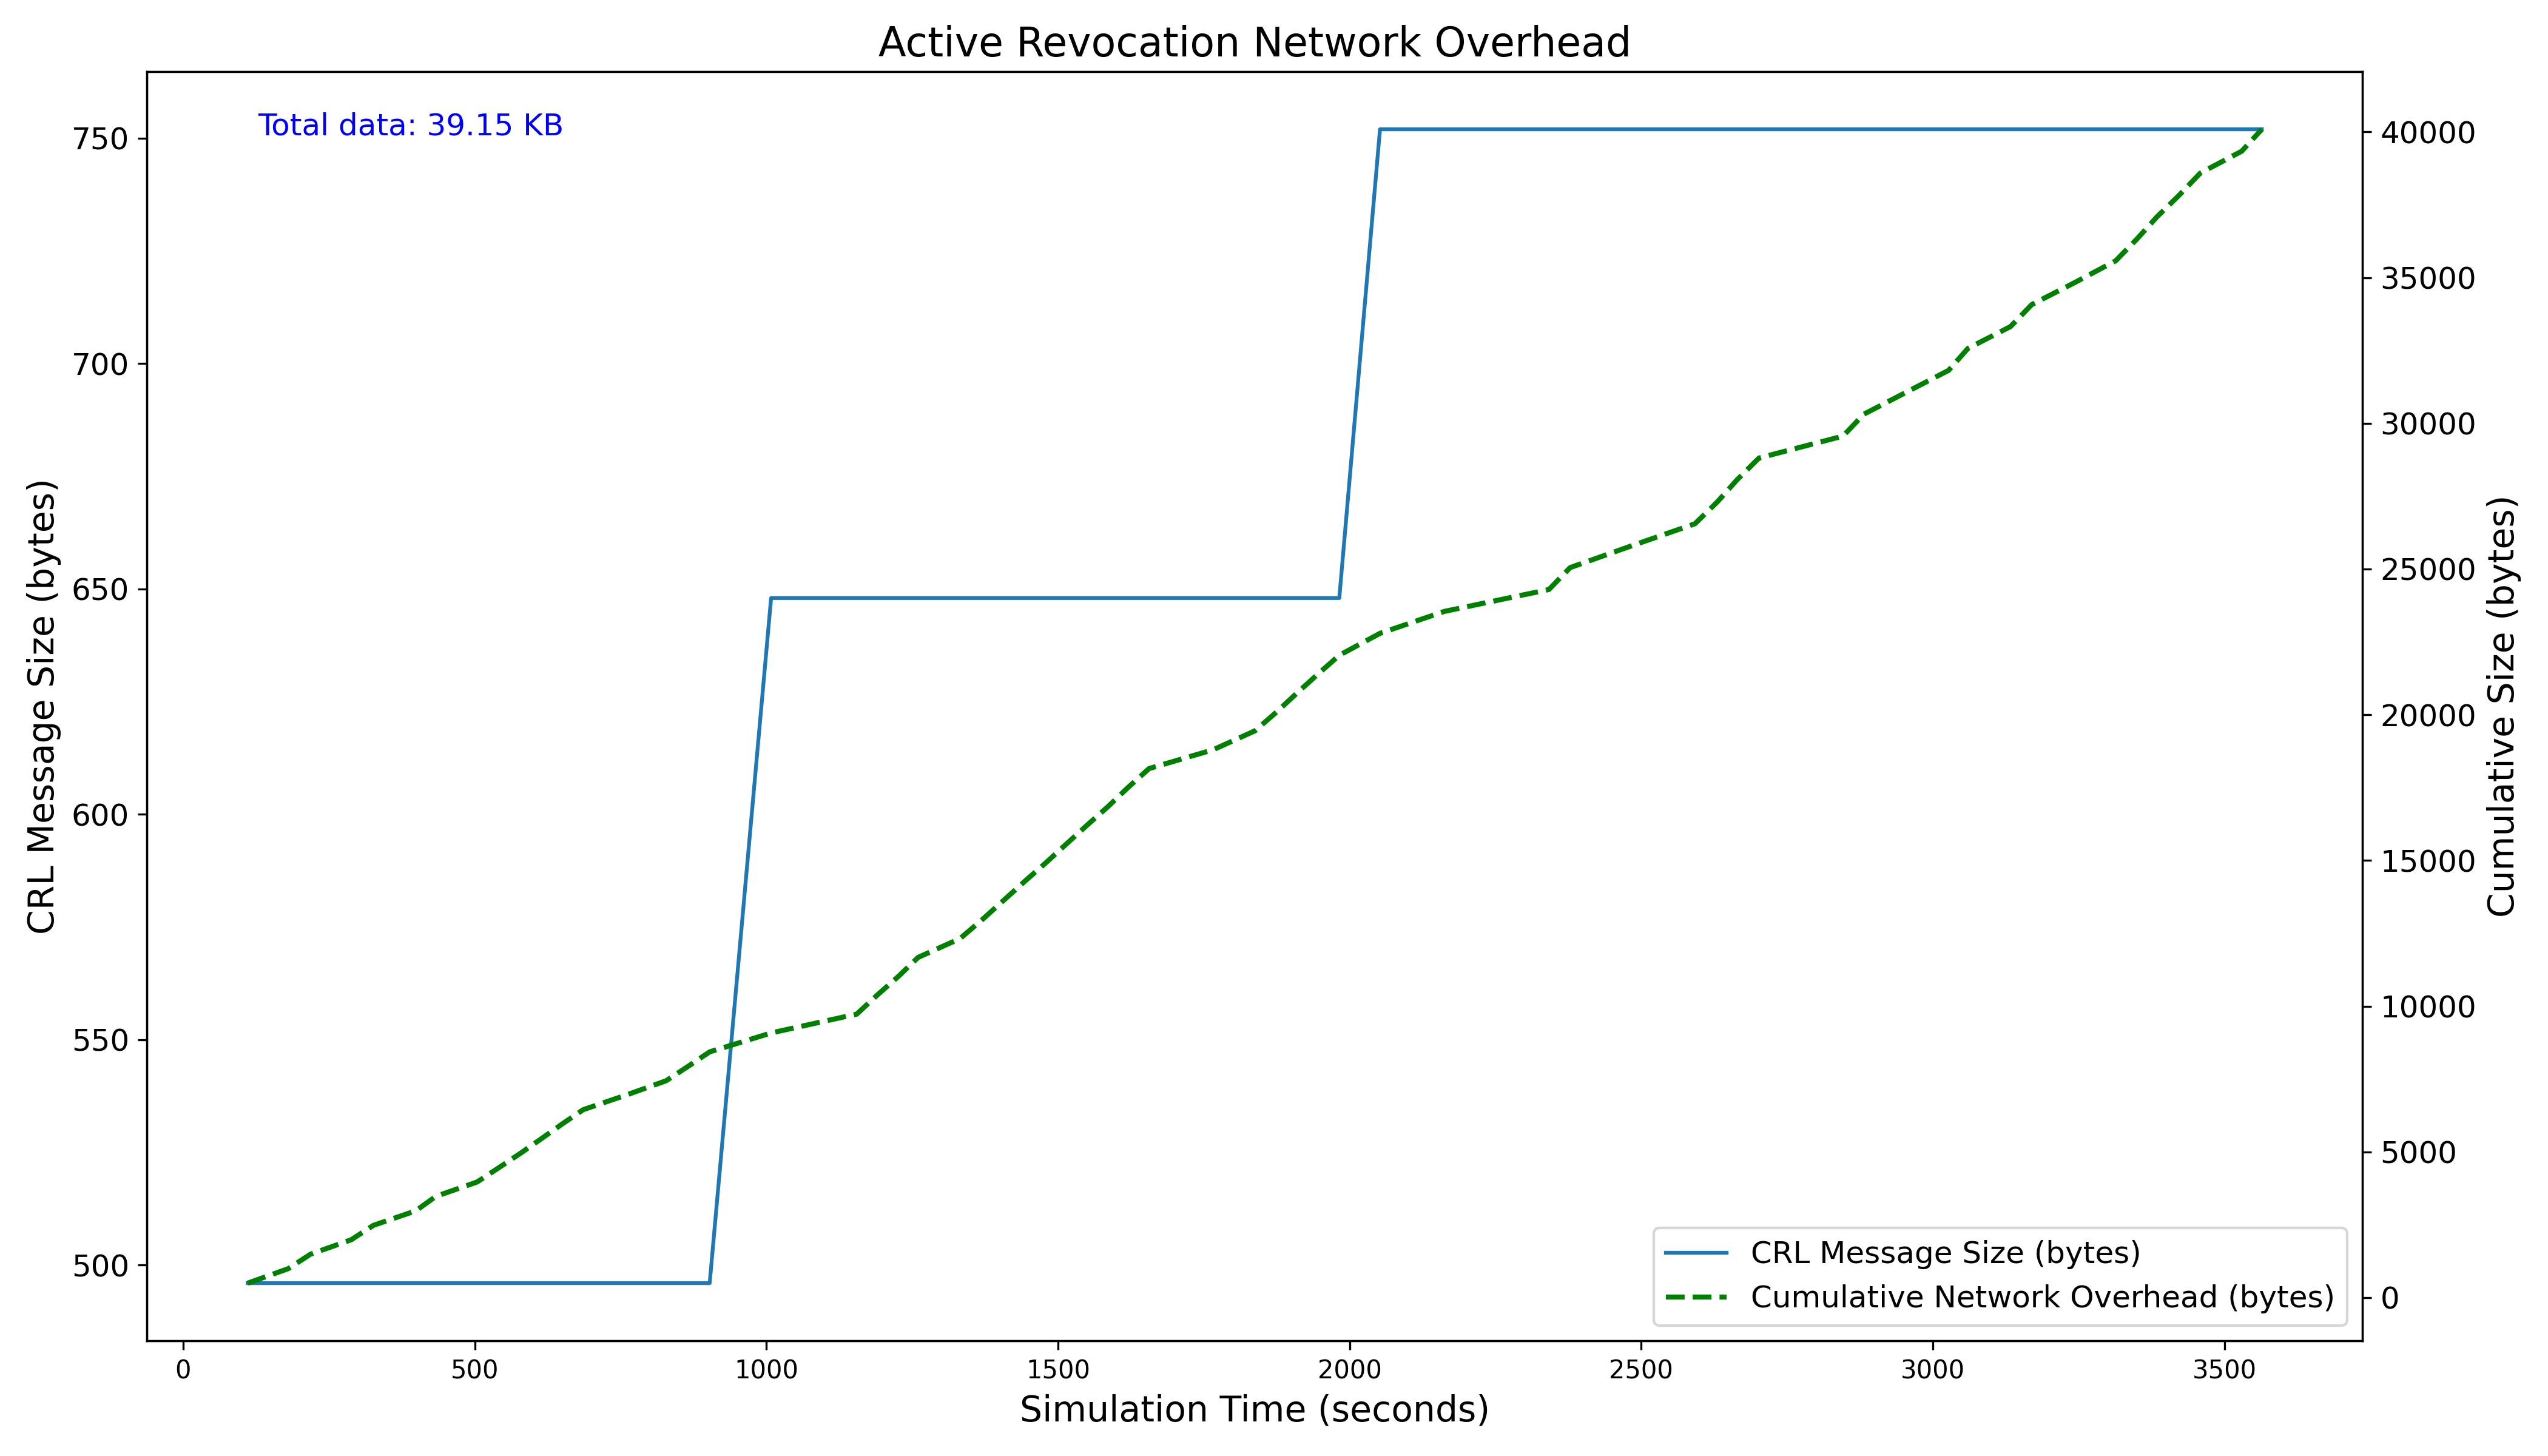 Active Revocation Network Overhead
Total data: 39.15 KB
CRL Message Size (bytes)
750
700
650
600
550
500
40000
35000
30000
25000
20000
15000
10000
5000
0
Cumulative Size (bytes)
CRL Message Size (bytes)
Cumulative Network Overhead (bytes)
0 500 1000 1500 2000 2500 3000 3500
Simulation Time (seconds)